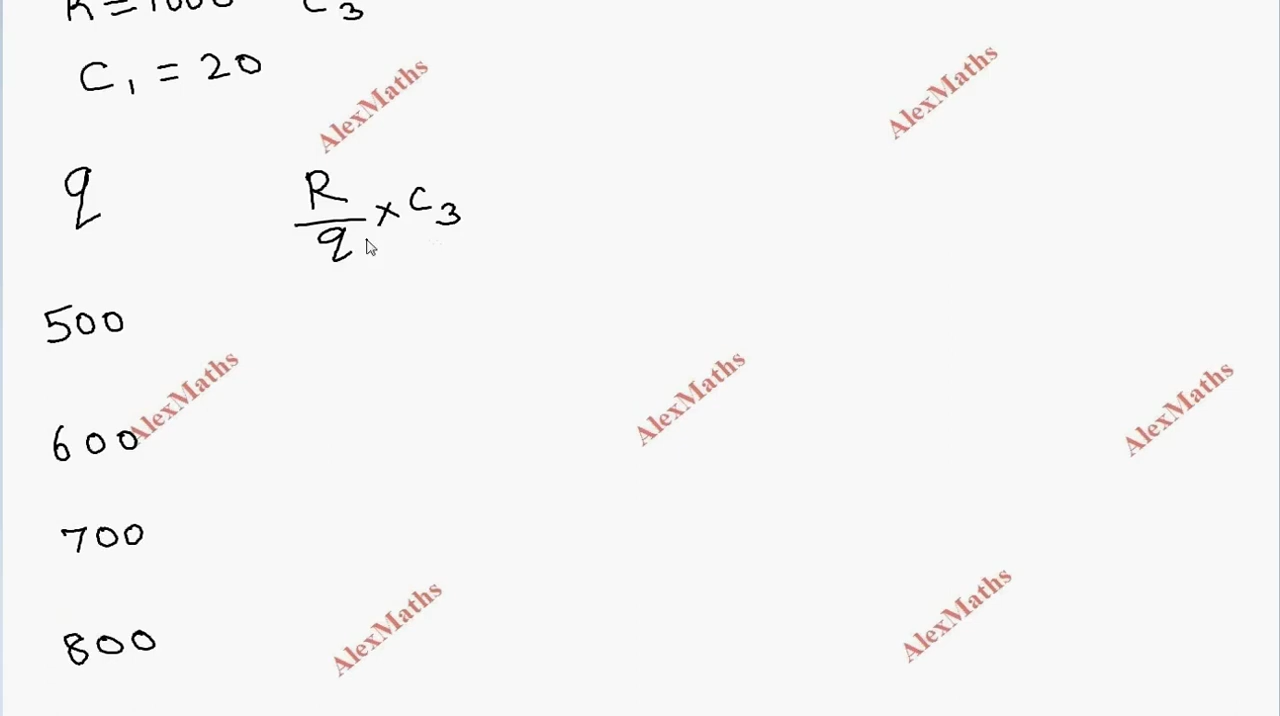 C₁ = 20
q R/q × C₃
500
600
700
800
AlexMaths
AlexMaths
AlexMaths
AlexMaths
AlexMaths
AlexMaths
AlexMaths